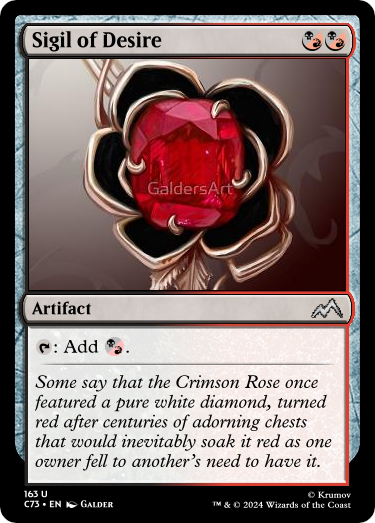 Sigil of Desire
GaldersArt
Artifact
: Add .
Some say that the Crimson Rose once
featured a pure white diamond, turned
red after centuries of adorning chests
that would inevitably soak it red as one
owner fell to another's need to have it.
163 U © Krumov
C73 • EN Galder ™ & © 2024 Wizards of the Coast